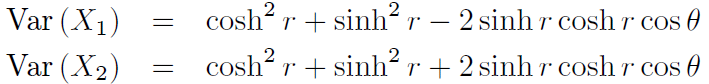 Var (X₁) = cosh² r + sinh² r − 2 sinh r cosh r cos θ
Var (X₂) = cosh² r + sinh² r + 2 sinh r cosh r cos θ